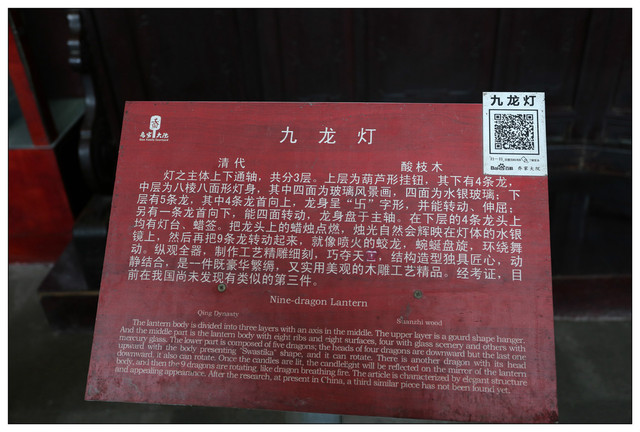 乔家大院
九龙灯
九龙灯
清代 酸枝木
灯之主体上下通轴，共分3层。上层为葫芦形挂钮，其下有4条龙，
中层为八棱八面形灯身，其中四面为玻璃风景画，四面为水银玻璃；下
层有5条龙，其中4条龙首向上，龙身呈“卐”字形，并能转动、伸屈；
另有一条龙首向下，能四面转动，龙身盘于主轴。在下层的4条龙头上
均有灯台、蜡签。把龙头上的蜡烛点燃，烛光自然会辉映在灯体的水银
镜上，然后再把9条龙转动起来，就像喷火的蛟龙，蜿蜒盘旋，环绕舞
动。纵观全器，制作工艺精雕细刻，巧夺天工，结构造型独具匠心，动
静结合，是一件既豪华繁绸，又实用美观的木雕工艺精品。经考证，目
前在我国尚未发现有类似的第三件。
Nine-dragon Lantern
Qing Dynasty Suanzhi wood
The lantern body is divided into three layers with an axis in the middle. The upper layer is a gourd shape hanger.
And the middle part is the lantern body with eight ribs and eight surfaces, four with glass scenery and others with
mercury glass. The lower part is composed of five dragons; the heads of four dragons are downward but the last one
upward with the body presenting "Swastika" shape, and it can rotate. There is another dragon with its head
downward, it also can rotate. Once the candles are lit, the candlelight will be reflected on the mirror of the lantern
body, and then the 9 dragons are rotating like dragon breathing fire. The article is characterized by elegant structure
and appealing appearance. After the research, at present in China, a third similar piece has not been found yet.
Bai百科 乔家大院